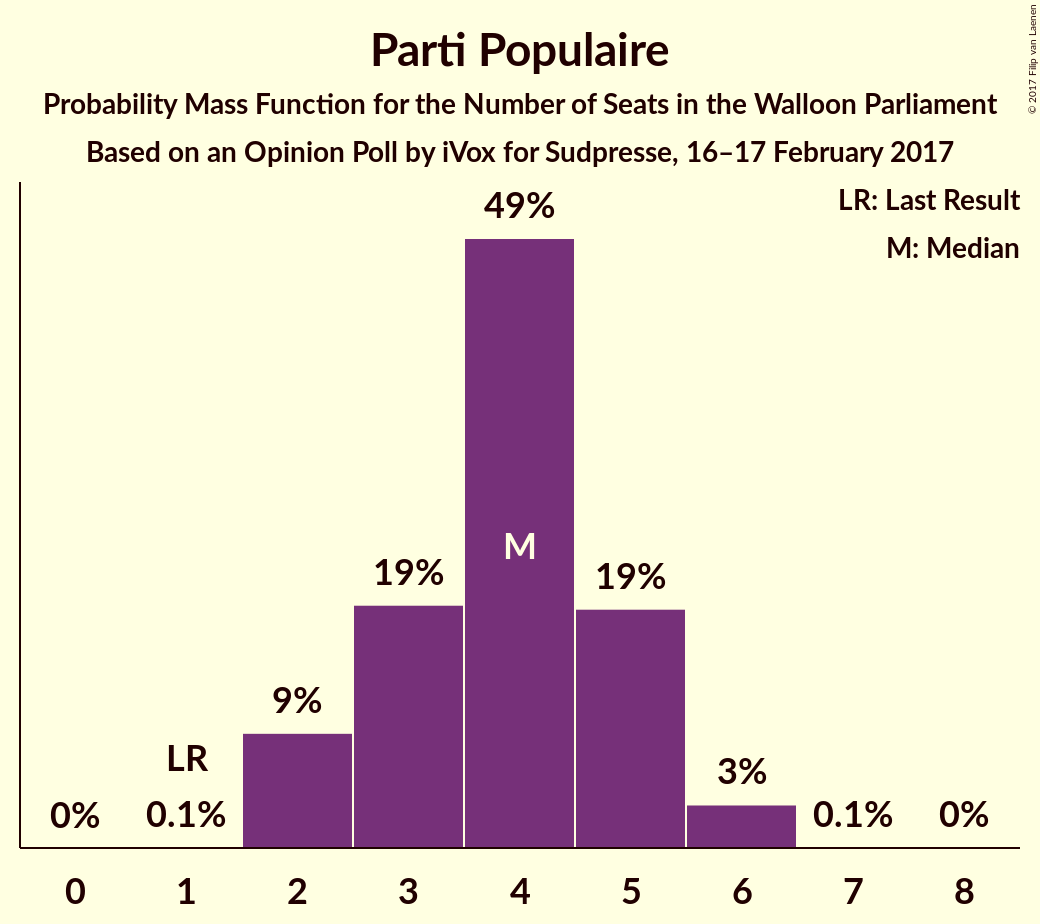 Parti Populaire
Probability Mass Function for the Number of Seats in the Walloon Parliament
Based on an Opinion Poll by iVox for Sudpresse, 16–17 February 2017
© 2017 Filip van Laenen
LR: Last Result
M: Median
49%
M
19%
19%
9%
LR
3%
0%
0.1%
0.1%
0%
0 1 2 3 4 5 6 7 8